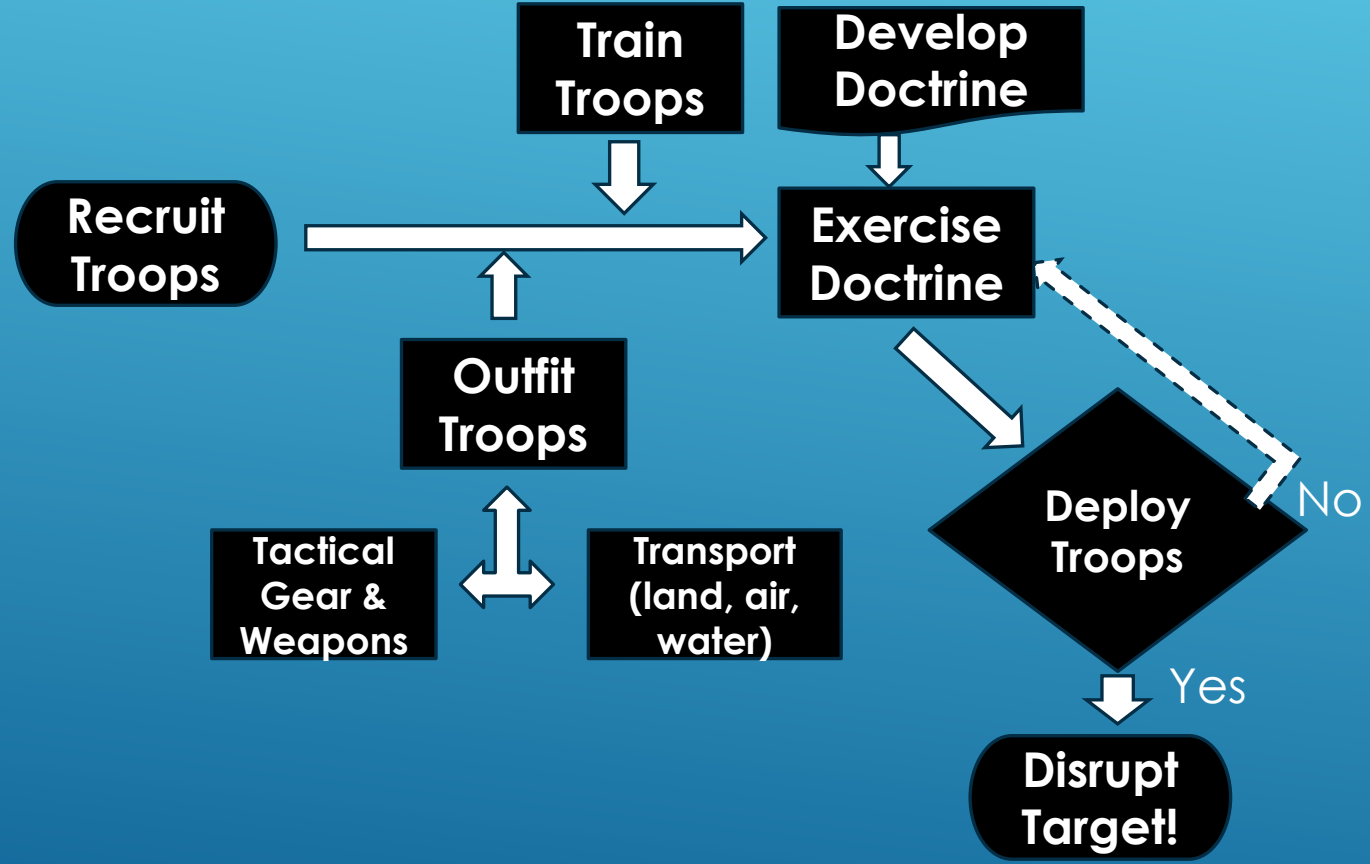 Train
Troops
Develop
Doctrine
Recruit
Troops
Exercise
Doctrine
Outfit
Troops
Tactical
Gear &
Weapons
Transport
(land, air,
water)
Deploy
Troops
No
Yes
Disrupt
Target!